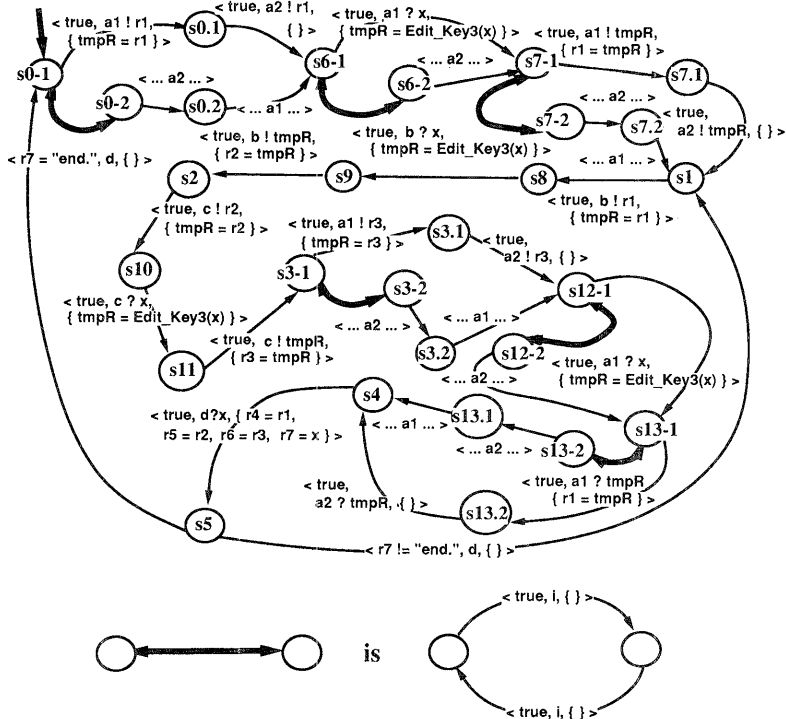 < true, a1 ! r1,
{ tmpR = r1 } >
s0.1
< true, a2 ! r1,
{ } >
< true, a1 ? x,
{ tmpR = Edit_Key3(x) } >
< true, a1 ! tmpR,
{ r1 = tmpR } >
s0-1
s6-1
s7-1
s7.1
< ... a2 ... >
s0-2
s0.2
< ... a1 ... >
s6-2
< ... a2 ... >
s7-2
< ... a2 ... >
s7.2
< true,
a2 ! tmpR, { } >
< r7 = "end.", d, { } >
< true, b ! tmpR,
{ r2 = tmpR } >
< true, b ? x,
{ tmpR = Edit_Key3(x) } >
< ... a1 ... >
s2
s9
s8
s1
< true, b ! r1,
{ tmpR = r1 } >
< true, c ! r2,
{ tmpR = r2 } >
s10
< true, a1 ! r3,
{ tmpR = r3 } >
s3.1
< true,
a2 ! r3, { } >
s3-1
s3-2
s12-1
< true, c ? x,
{ tmpR = Edit_Key3(x) } >
< ... a2 ... >
< ... a1 ... >
s11
< true, c ! tmpR,
{ r3 = tmpR } >
s3.2
s12-2
< ... a2 ... >
< true, a1 ? x,
{ tmpR = Edit_Key3(x) } >
s4
< true, d?x, { r4 = r1,
r5 = r2, r6 = r3, r7 = x } >
< ... a1 ... >
s13.1
< ... a2 ... >
s13-2
s13-1
< true,
a2 ? tmpR, { } >
s13.2
< true, a1 ? tmpR
{ r1 = tmpR } >
s5
< r7 != "end.", d, { } >
< true, i, { } >
is
< true, i, { } >